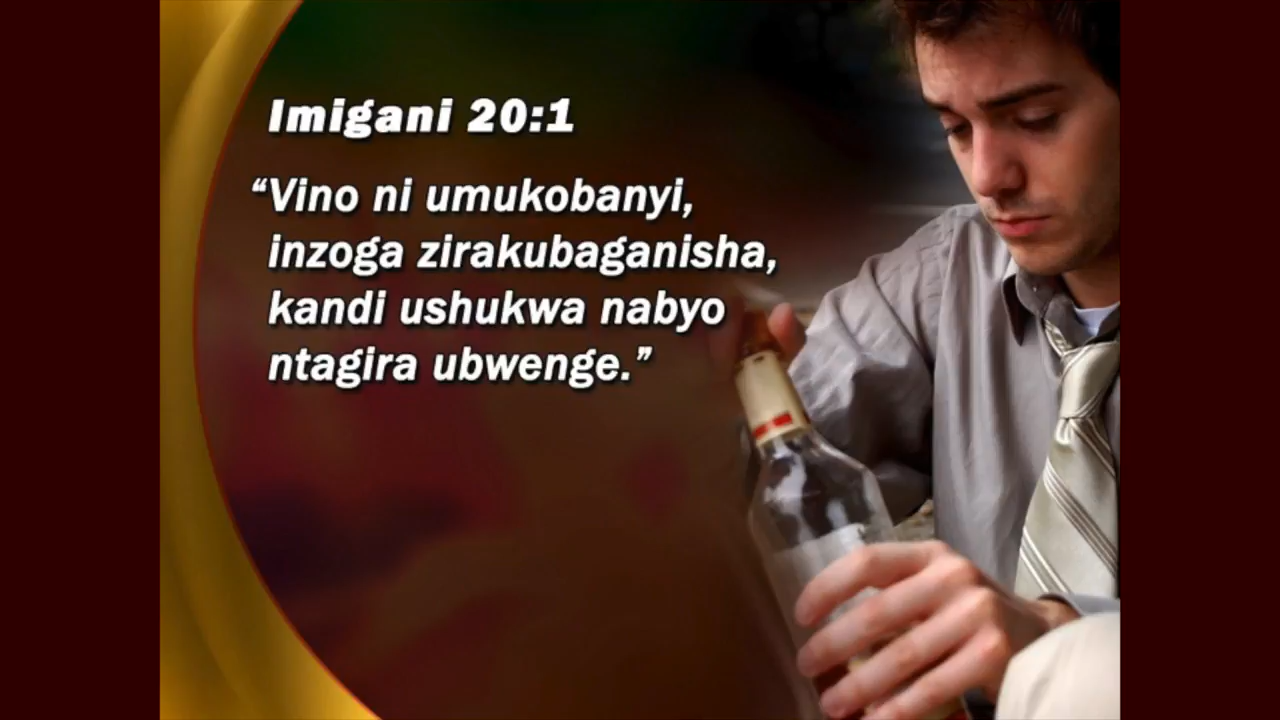 Imigani 20:1
“Vino ni umukobanyi,
inzoga zirakubaganisha,
kandi ushukwa nabyo
ntagira ubwenge.”